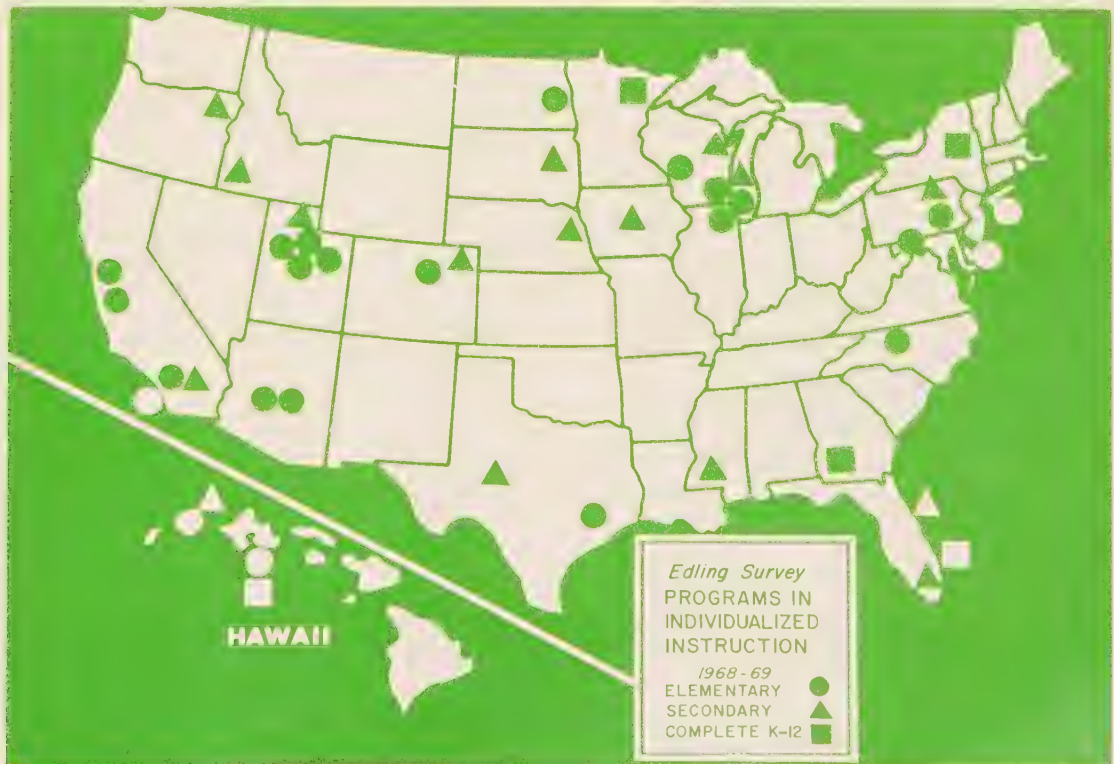 HAWAII
Edling Survey
PROGRAMS IN
INDIVIDUALIZED
INSTRUCTION
1968-69
ELEMENTARY
SECONDARY
COMPLETE K-12